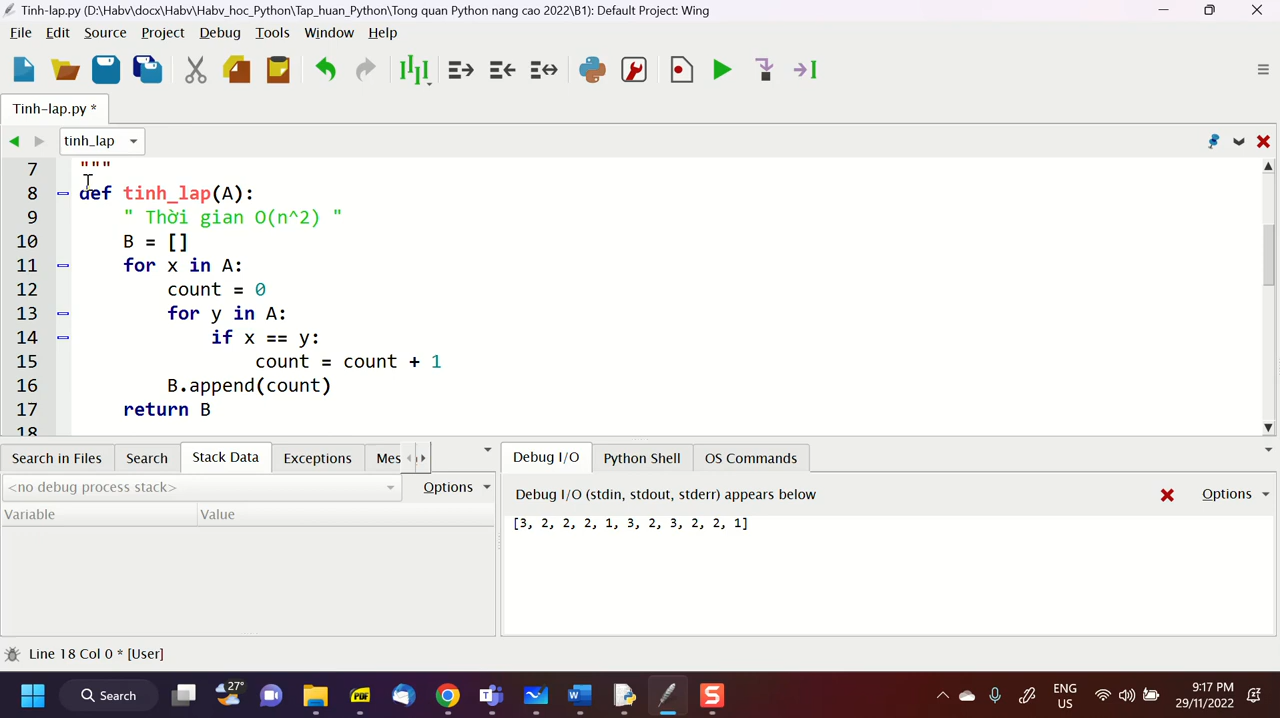 Tinh-lap.py (D:\Habv\docx\Habv\Habv_hoc_Python\Tap_huan_Python\Tong quan Python nang cao 2022\B1): Default Project: Wing
File Edit Source Project Debug Tools Window Help
Tinh-lap.py *
tinh_lap
7 """
8 def tinh_lap(A):
9 " Thời gian O(n^2) "
10 B = []
11 for x in A:
12 count = 0
13 for y in A:
14 if x == y:
15 count = count + 1
16 B.append(count)
17 return B
18
Search in Files Search Stack Data Exceptions Mes
<no debug process stack> Options
Variable Value
Debug I/O Python Shell OS Commands
Debug I/O (stdin, stdout, stderr) appears below Options
[3, 2, 2, 2, 1, 3, 2, 3, 2, 2, 1]
Line 18 Col 0 * [User]
Search
27°
PDF
W
S
ENG
US
9:17 PM
29/11/2022